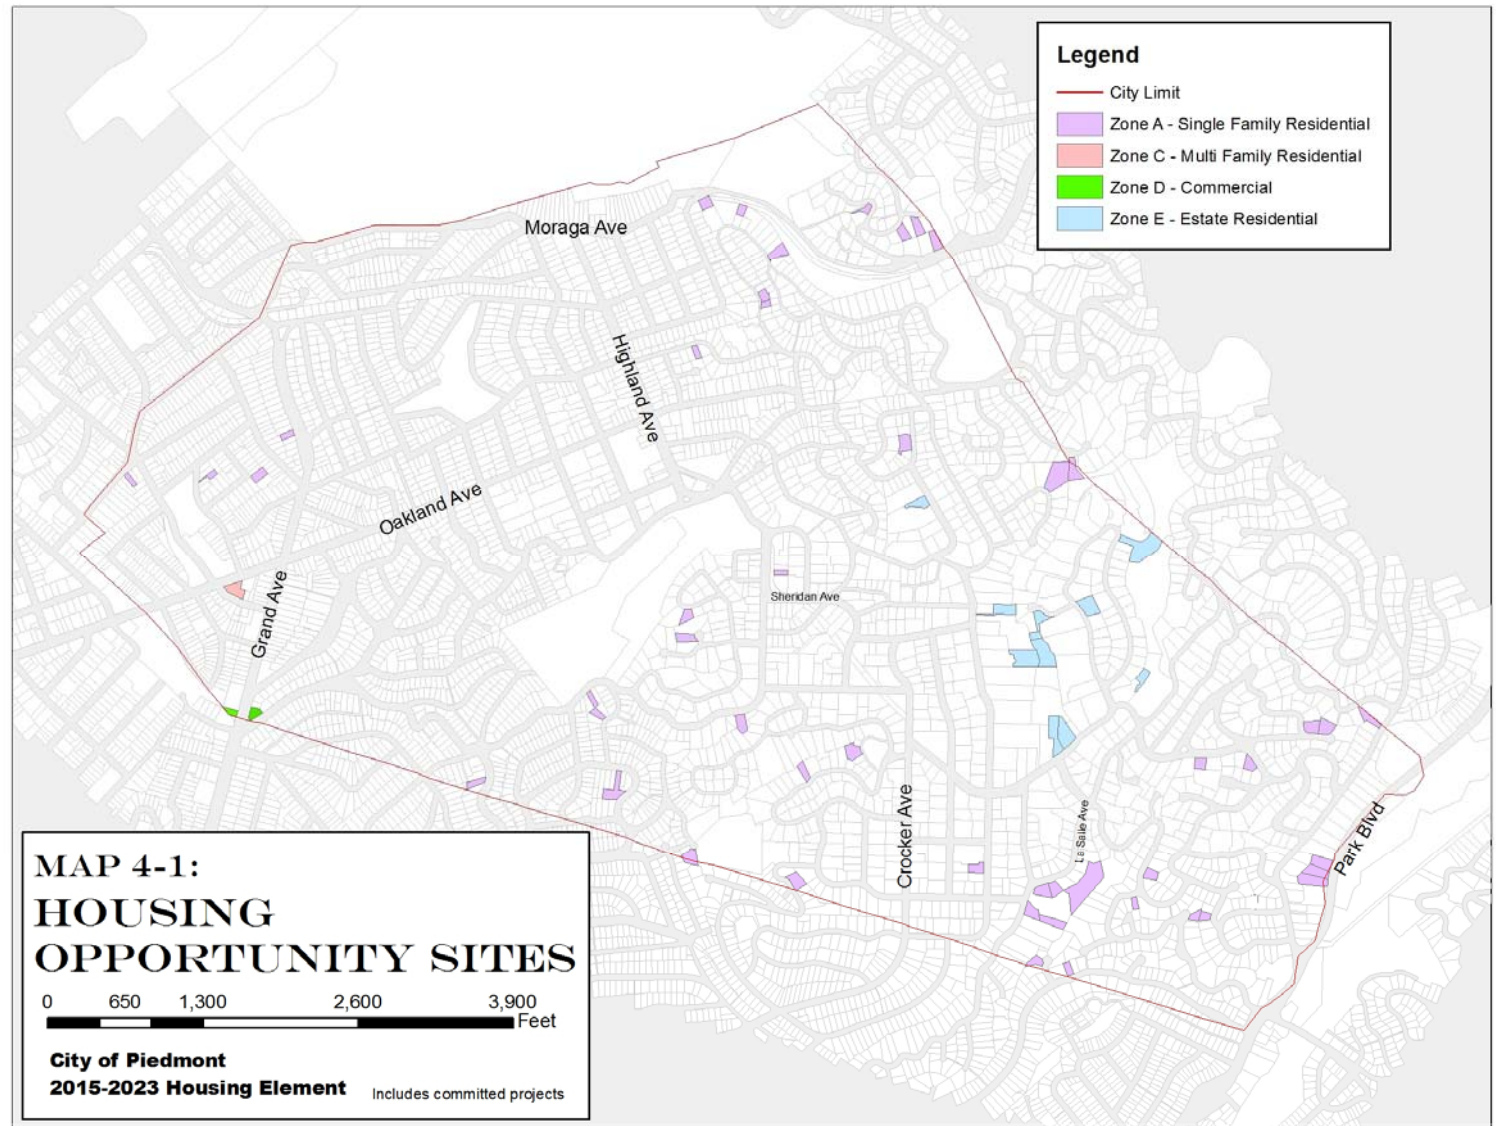 Legend
City Limit
Zone A - Single Family Residential
Zone C - Multi Family Residential
Zone D - Commercial
Zone E - Estate Residential
Moraga Ave
Highland Ave
Oakland Ave
Grand Ave
Sheridan Ave
Crocker Ave
La Salle Ave
Park Blvd
MAP 4-1:
HOUSING
OPPORTUNITY SITES
0 650 1,300 2,600 3,900
Feet
City of Piedmont
2015-2023 Housing Element Includes committed projects